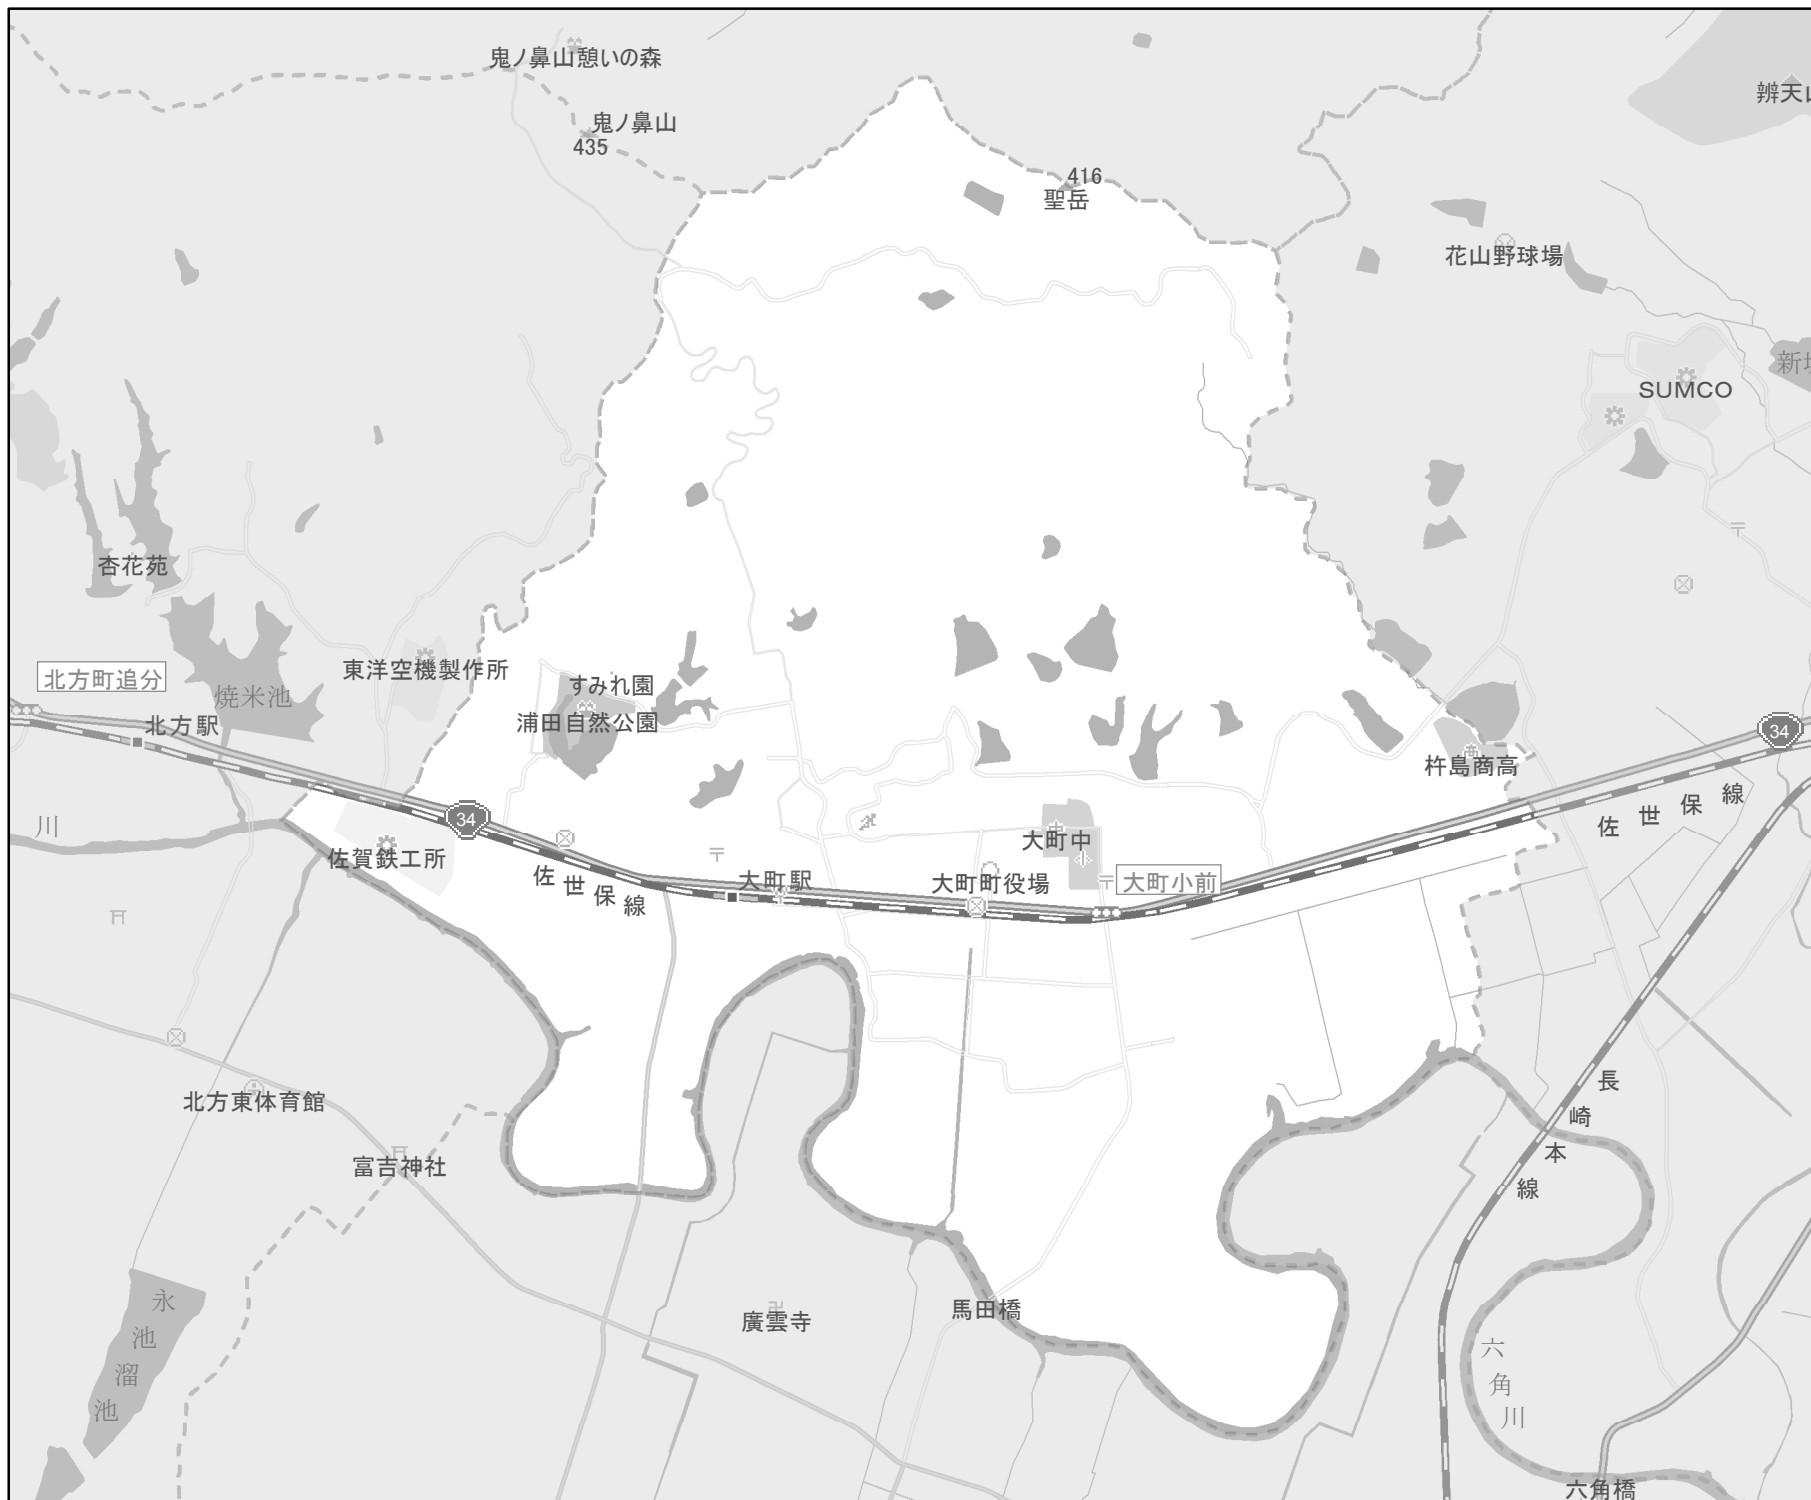 鬼ノ鼻山憩いの森
鬼ノ鼻山
435
416
聖岳
花山野球場
SUMCO
杏花苑
北方町追分
焼米池
北方駅
東洋空機製作所
すみれ園
浦田自然公園
34
34
杵島商高
佐世保線
川
佐賀鉄工所
佐世保線
大町駅
大町中
大町町役場
大町小前
北方東体育館
富吉神社
長崎本線
永池溜池
廣雲寺
馬田橋
六角川
六角橋